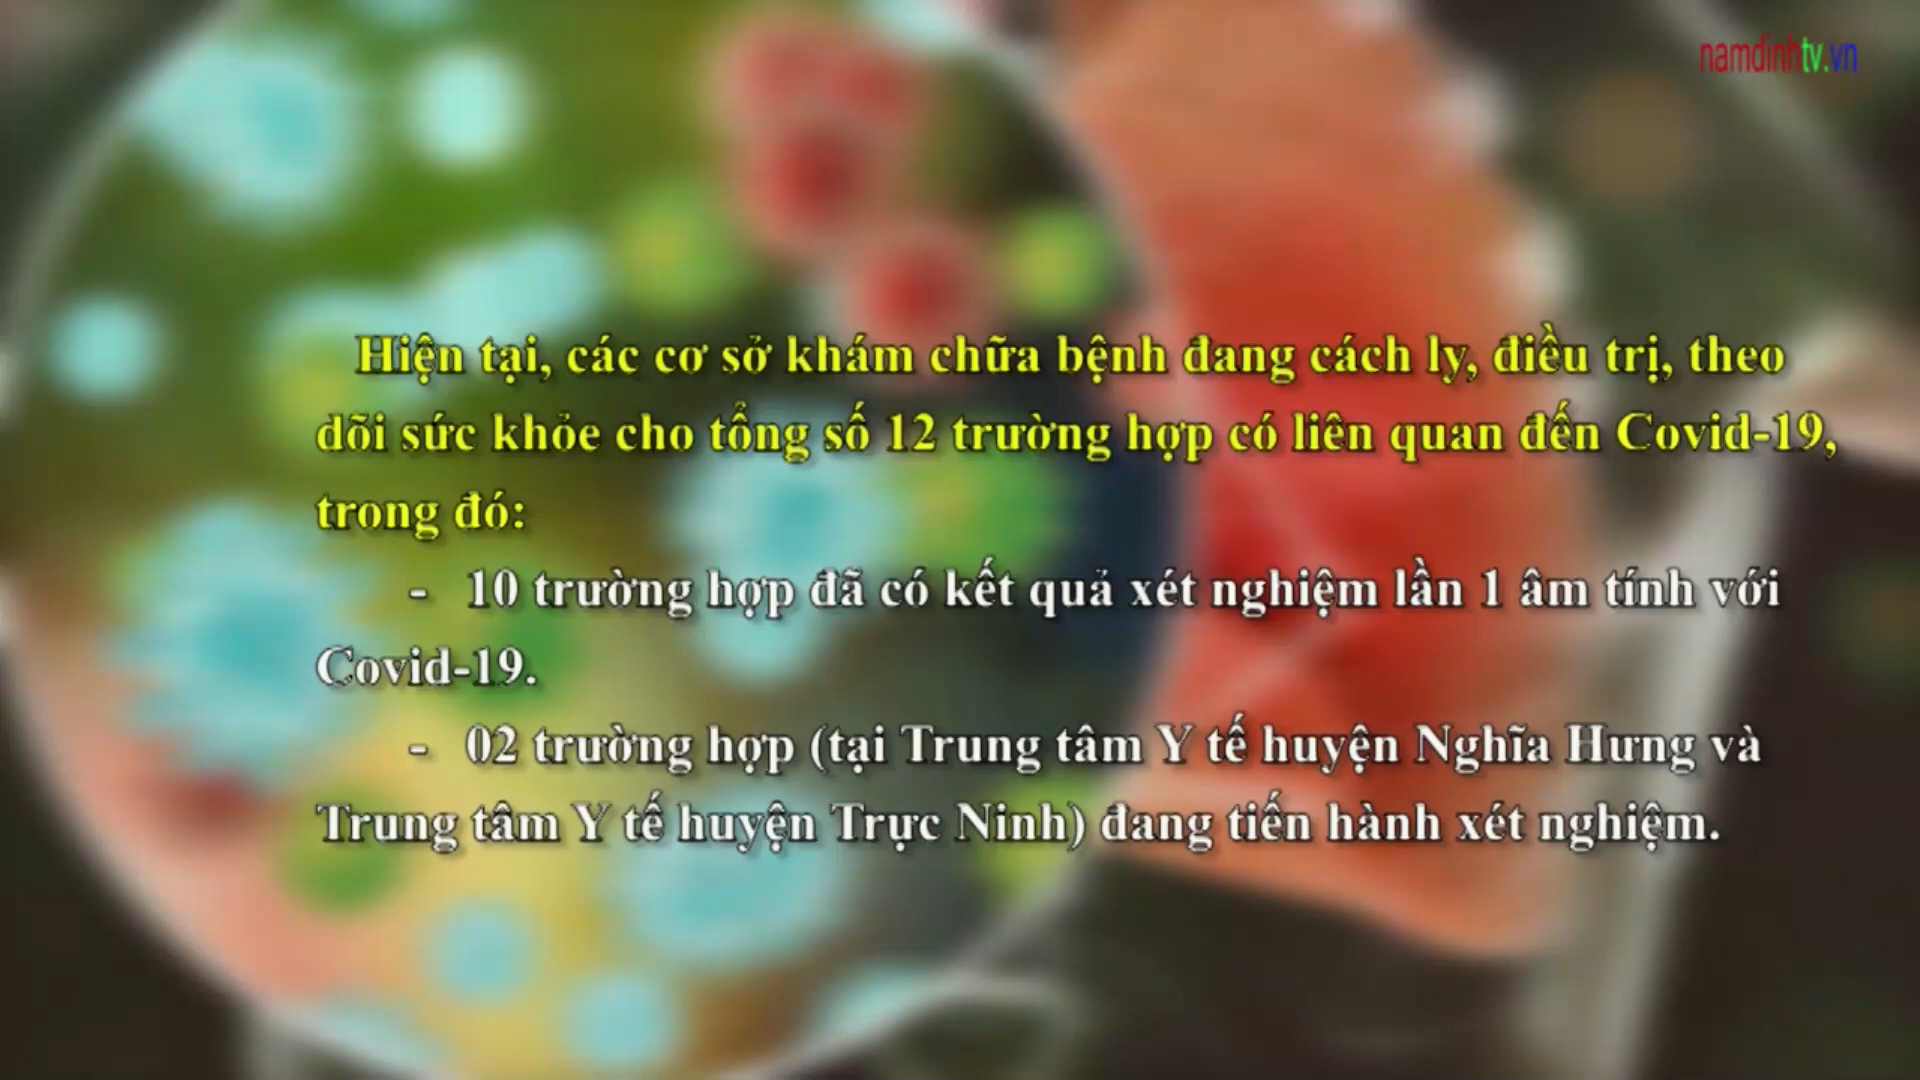 namdinhtv.vn
Hiện tại, các cơ sở khám chữa bệnh đang cách ly, điều trị, theo
dõi sức khỏe cho tổng số 12 trường hợp có liên quan đến Covid-19,
trong đó:
- 10 trường hợp đã có kết quả xét nghiệm lần 1 âm tính với
Covid-19.
- 02 trường hợp (tại Trung tâm Y tế huyện Nghĩa Hưng và
Trung tâm Y tế huyện Trực Ninh) đang tiến hành xét nghiệm.